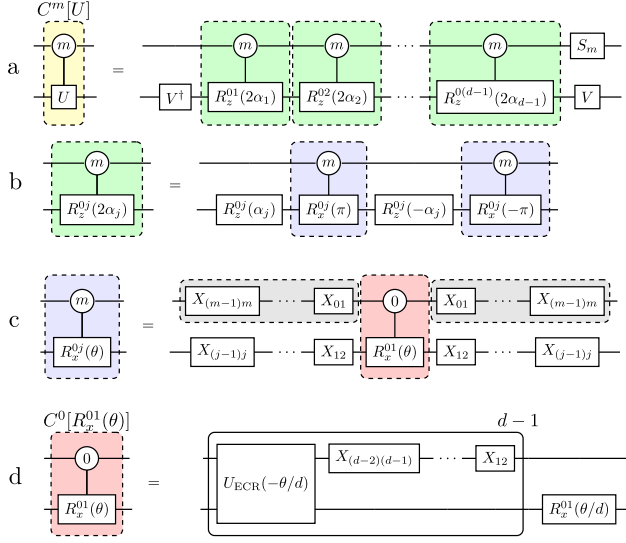 C^m[U]
a
m
U
=
V^†
m
R_z^{01}(2α_1)
m
R_z^{02}(2α_2)
···
···
m
R_z^{0(d−1)}(2α_{d−1})
S_m
V
b
m
R_z^{0j}(2α_j)
=
R_z^{0j}(α_j)
m
R_x^{0j}(π)
R_z^{0j}(−α_j)
m
R_x^{0j}(−π)
c
m
R_x^{0j}(θ)
=
X_{(m−1)m} ··· X_{01} 0 X_{01} ··· X_{(m−1)m}
X_{(j−1)j} ··· X_{12} R_x^{01}(θ) X_{12} ··· X_{(j−1)j}
C^0[R_x^{01}(θ)]
d
0
R_x^{01}(θ)
=
d − 1
U_{ECR}(−θ/d)
X_{(d−2)(d−1)} ··· X_{12}
R_x^{01}(θ/d)